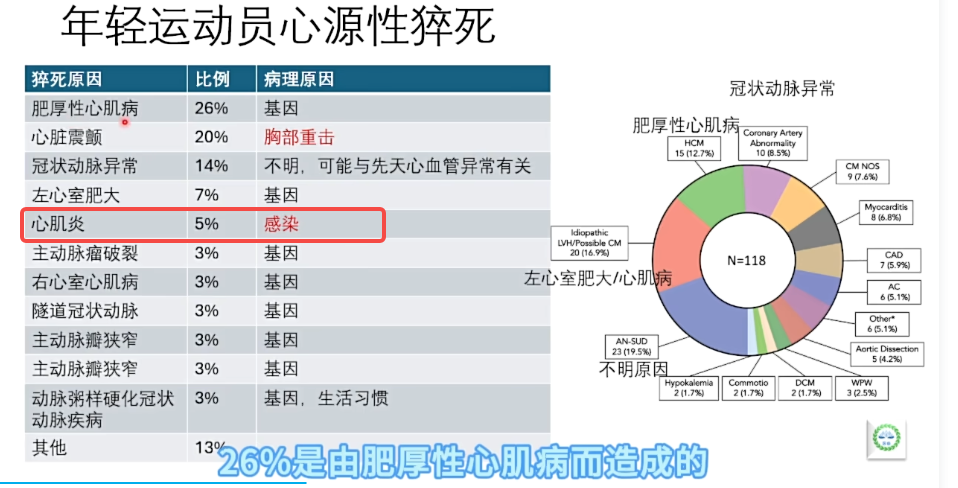 年轻运动员心源性猝死
猝死原因 比例 病理原因
肥厚性心肌病 26% 基因
心脏震颤 20% 胸部重击
冠状动脉异常 14% 不明，可能与先天心血管异常有关
左心室肥大 7% 基因
心肌炎 5% 感染
主动脉瘤破裂 3% 基因
右心室心肌病 3% 基因
隧道冠状动脉 3% 基因
主动脉瓣狭窄 3% 基因
主动脉瓣狭窄 3% 基因
动脉粥样硬化冠状 3% 基因，生活习惯
动脉疾病
其他 13%
冠状动脉异常
肥厚性心肌病
HCM
15 (12.7%)
Coronary Artery
Abnormality
10 (8.5%)
CM NOS
9 (7.6%)
Myocarditis
8 (6.8%)
CAD
7 (5.9%)
AC
6 (5.1%)
Other*
6 (5.1%)
Aortic Dissection
5 (4.2%)
WPW
3 (2.5%)
DCM
2 (1.7%)
Commotio
2 (1.7%)
Hypokalemia
2 (1.7%)
AN-SUD
23 (19.5%)
不明原因
Idiopathic
LVH/Possible CM
20 (16.9%)
左心室肥大/心肌病
N=118
26%是由肥厚性心肌病而造成的